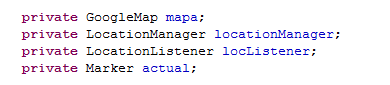 private GoogleMap mapa;
private LocationManager locationManager;
private LocationListener locListener;
private Marker actual;